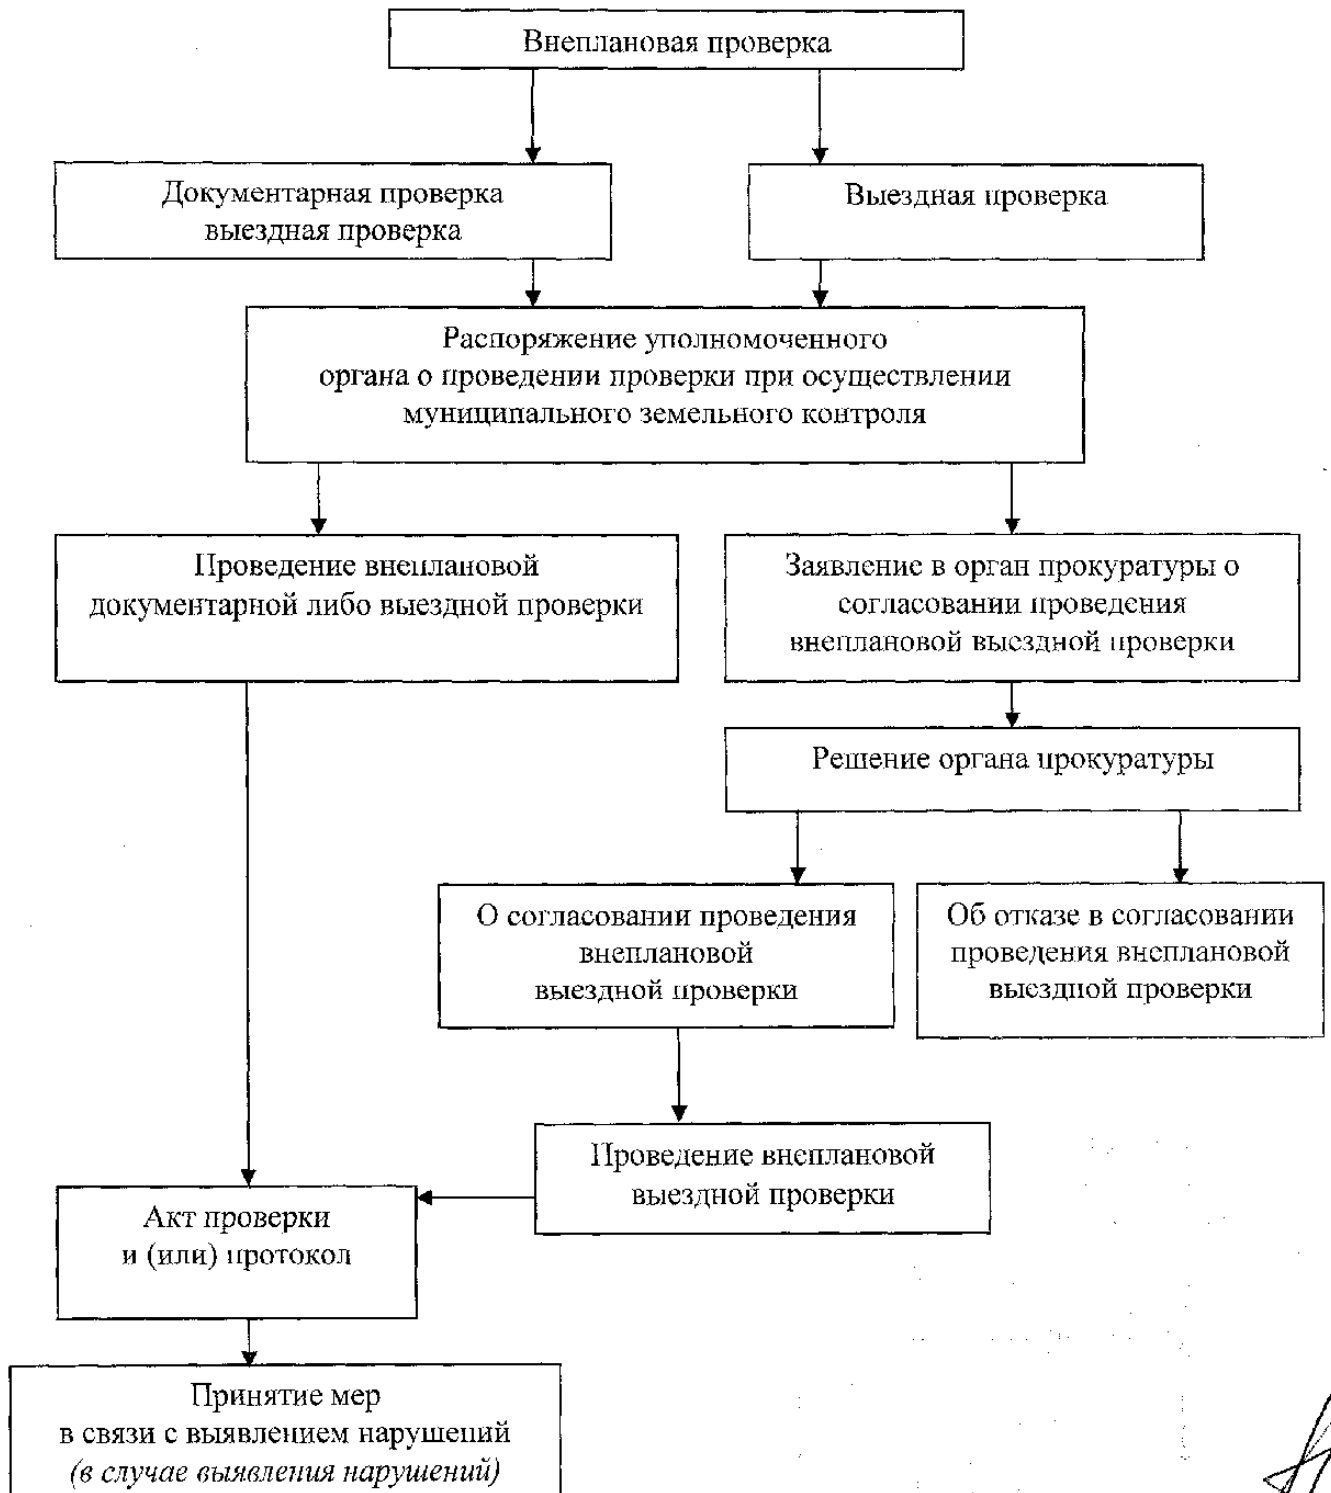 Внеплановая проверка
Документарная проверка
выездная проверка
Выездная проверка
Распоряжение уполномоченного
органа о проведении проверки при осуществлении
муниципального земельного контроля
Проведение внеплановой
документарной либо выездной проверки
Заявление в орган прокуратуры о
согласовании проведения
внеплановой выездной проверки
Решение органа прокуратуры
О согласовании проведения
внеплановой
выездной проверки
Об отказе в согласовании
проведения внеплановой
выездной проверки
Проведение внеплановой
выездной проверки
Акт проверки
и (или) протокол
Принятие мер
в связи с выявлением нарушений
(в случае выявления нарушений)